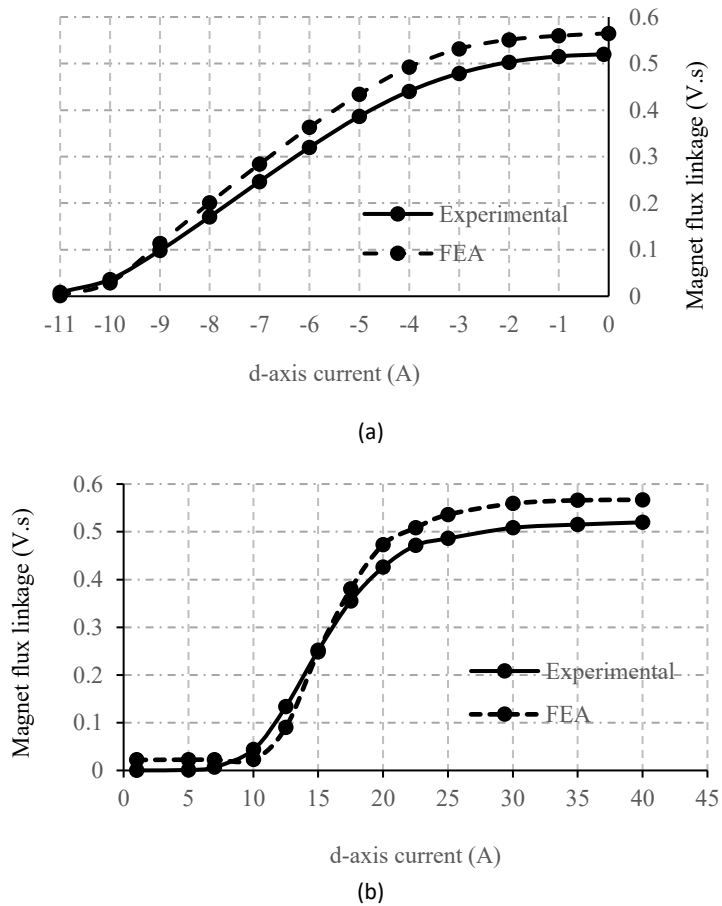 0.6
0.5
0.4
0.3
0.2
0.1
0
Magnet flux linkage (V.s)
Experimental
FEA
-11 -10 -9 -8 -7 -6 -5 -4 -3 -2 -1 0
d-axis current (A)
(a)
0.6
0.5
0.4
0.3
0.2
0.1
0
Magnet flux linkage (V.s)
Experimental
FEA
0 5 10 15 20 25 30 35 40 45
d-axis current (A)
(b)